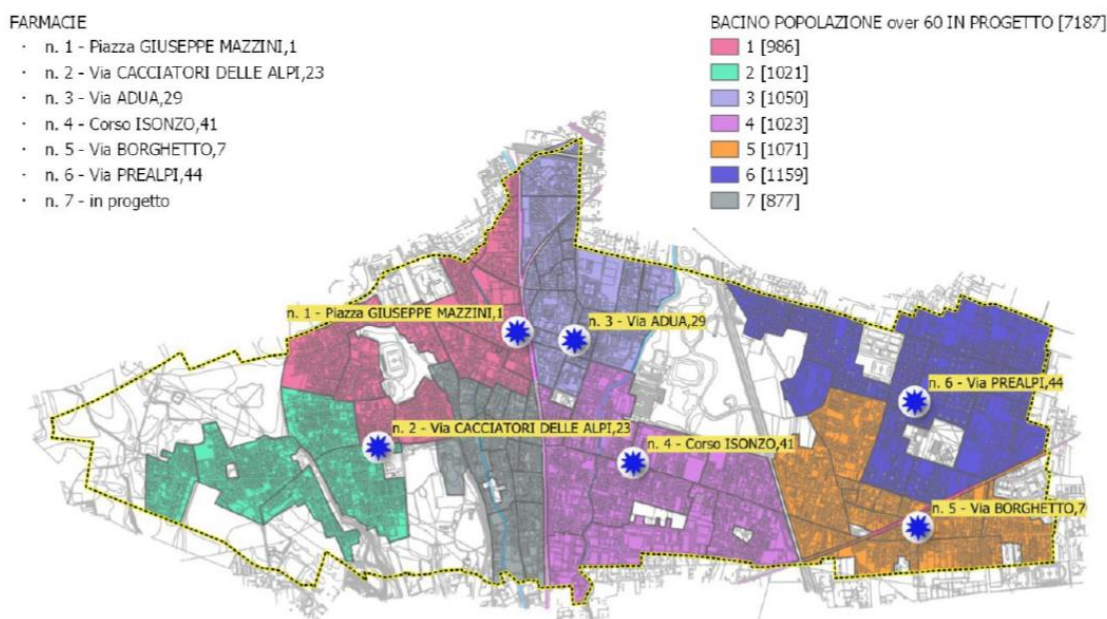 FARMACIE
· n. 1 - Piazza GIUSEPPE MAZZINI,1
· n. 2 - Via CACCIATORI DELLE ALPI,23
· n. 3 - Via ADUA,29
· n. 4 - Corso ISONZO,41
· n. 5 - Via BORGHETTO,7
· n. 6 - Via PREALPI,44
· n. 7 - in progetto
BACINO POPOLAZIONE over 60 IN PROGETTO [7187]
1 [986]
2 [1021]
3 [1050]
4 [1023]
5 [1071]
6 [1159]
7 [877]
n. 1 - Piazza GIUSEPPE MAZZINI,1
n. 3 - Via ADUA,29
n. 6 - Via PREALPI,44
n. 2 - Via CACCIATORI DELLE ALPI,23
n. 4 - Corso ISONZO,41
n. 5 - Via BORGHETTO,7